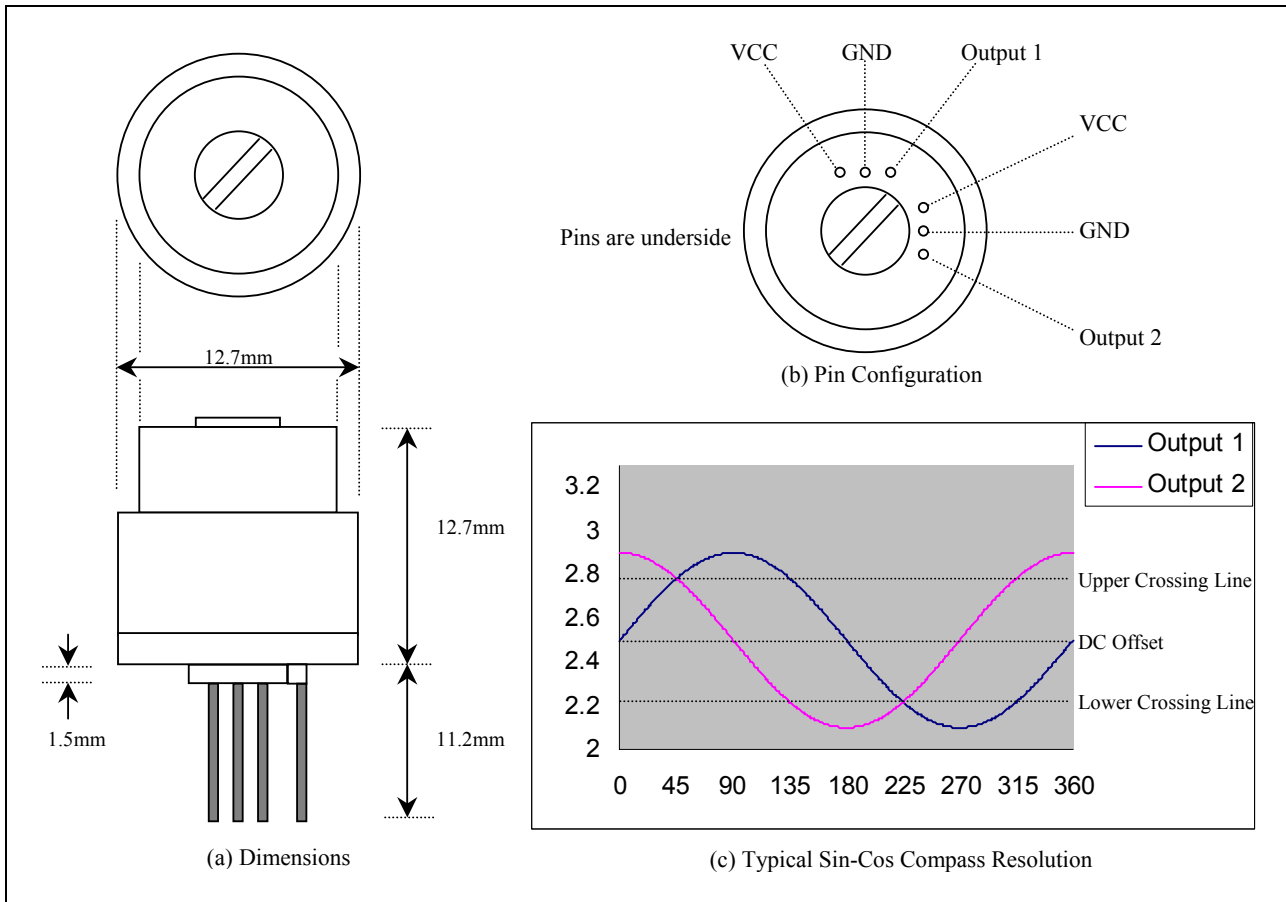 12.7mm
12.7mm
1.5mm
11.2mm
(a) Dimensions
VCC
GND
Output 1
VCC
GND
Output 2
Pins are underside
(b) Pin Configuration
Output 1
Output 2
3.2
3
2.8
2.6
2.4
2.2
2
0 45 90 135 180 225 270 315 360
Upper Crossing Line
DC Offset
Lower Crossing Line
(c) Typical Sin-Cos Compass Resolution